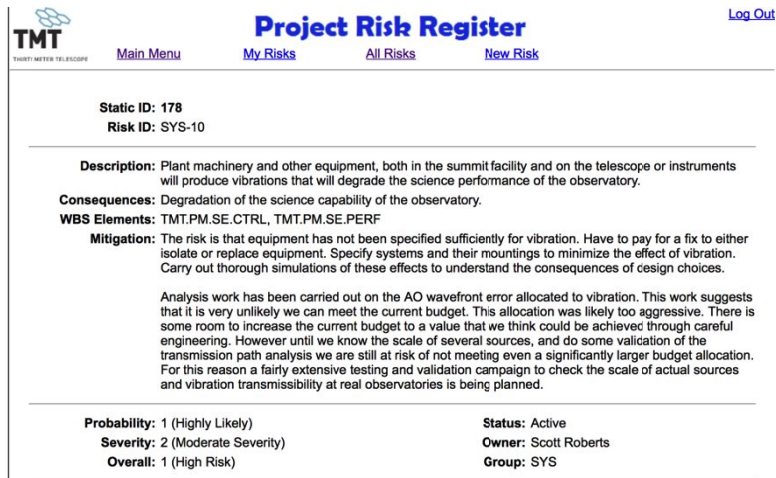 TMT
THIRTY METER TELESCOPE
Project Risk Register
Log Out
Main Menu My Risks All Risks New Risk
Static ID: 178
Risk ID: SYS-10
Description: Plant machinery and other equipment, both in the summit facility and on the telescope or instruments
will produce vibrations that will degrade the science performance of the observatory.
Consequences: Degradation of the science capability of the observatory.
WBS Elements: TMT.PM.SE.CTRL, TMT.PM.SE.PERF
Mitigation: The risk is that equipment has not been specified sufficiently for vibration. Have to pay for a fix to either
isolate or replace equipment. Specify systems and their mountings to minimize the effect of vibration.
Carry out thorough simulations of these effects to understand the consequences of design choices.
Analysis work has been carried out on the AO wavefront error allocated to vibration. This work suggests
that it is very unlikely we can meet the current budget. This allocation was likely too aggressive. There is
some room to increase the current budget to a value that we think could be achieved through careful
engineering. However until we know the scale of several sources, and do some validation of the
transmission path analysis we are still at risk of not meeting even a significantly larger budget allocation.
For this reason a fairly extensive testing and validation campaign to check the scale of actual sources
and vibration transmissibility at real observatories is being planned.
Probability: 1 (Highly Likely) Status: Active
Severity: 2 (Moderate Severity) Owner: Scott Roberts
Overall: 1 (High Risk) Group: SYS